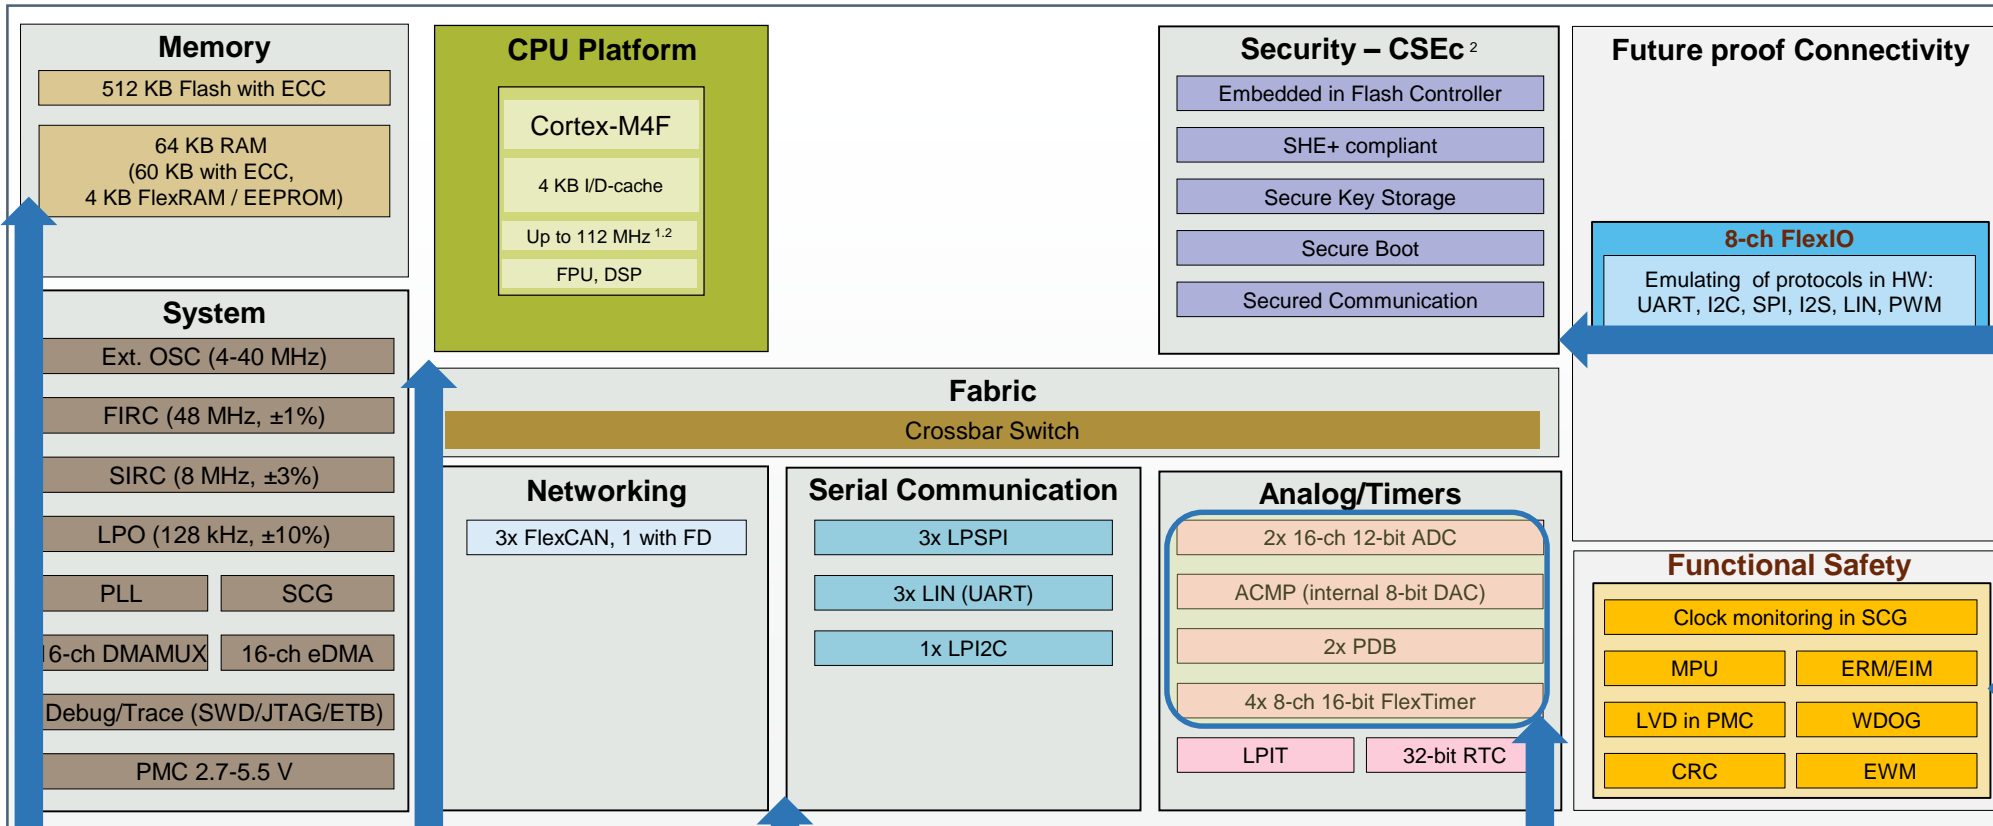 Memory
512 KB Flash with ECC
64 KB RAM
(60 KB with ECC,
4 KB FlexRAM / EEPROM)
System
Ext. OSC (4-40 MHz)
FIRC (48 MHz, ±1%)
SIRC (8 MHz, ±3%)
LPO (128 kHz, ±10%)
PLL
SCG
16-ch DMAMUX
16-ch eDMA
Debug/Trace (SWD/JTAG/ETB)
PMC 2.7-5.5 V
CPU Platform
Cortex-M4F
4 KB I/D-cache
Up to 112 MHz 1.2
FPU, DSP
Security – CSEc 2
Embedded in Flash Controller
SHE+ compliant
Secure Key Storage
Secure Boot
Secured Communication
Fabric
Crossbar Switch
Networking
3x FlexCAN, 1 with FD
Serial Communication
3x LPSPI
3x LIN (UART)
1x LPI2C
Analog/Timers
2x 16-ch 12-bit ADC
ACMP (internal 8-bit DAC)
2x PDB
4x 8-ch 16-bit FlexTimer
LPIT
32-bit RTC
Future proof Connectivity
8-ch FlexIO
Emulating of protocols in HW:
UART, I2C, SPI, I2S, LIN, PWM
Functional Safety
Clock monitoring in SCG
MPU
ERM/EIM
LVD in PMC
WDOG
CRC
EWM